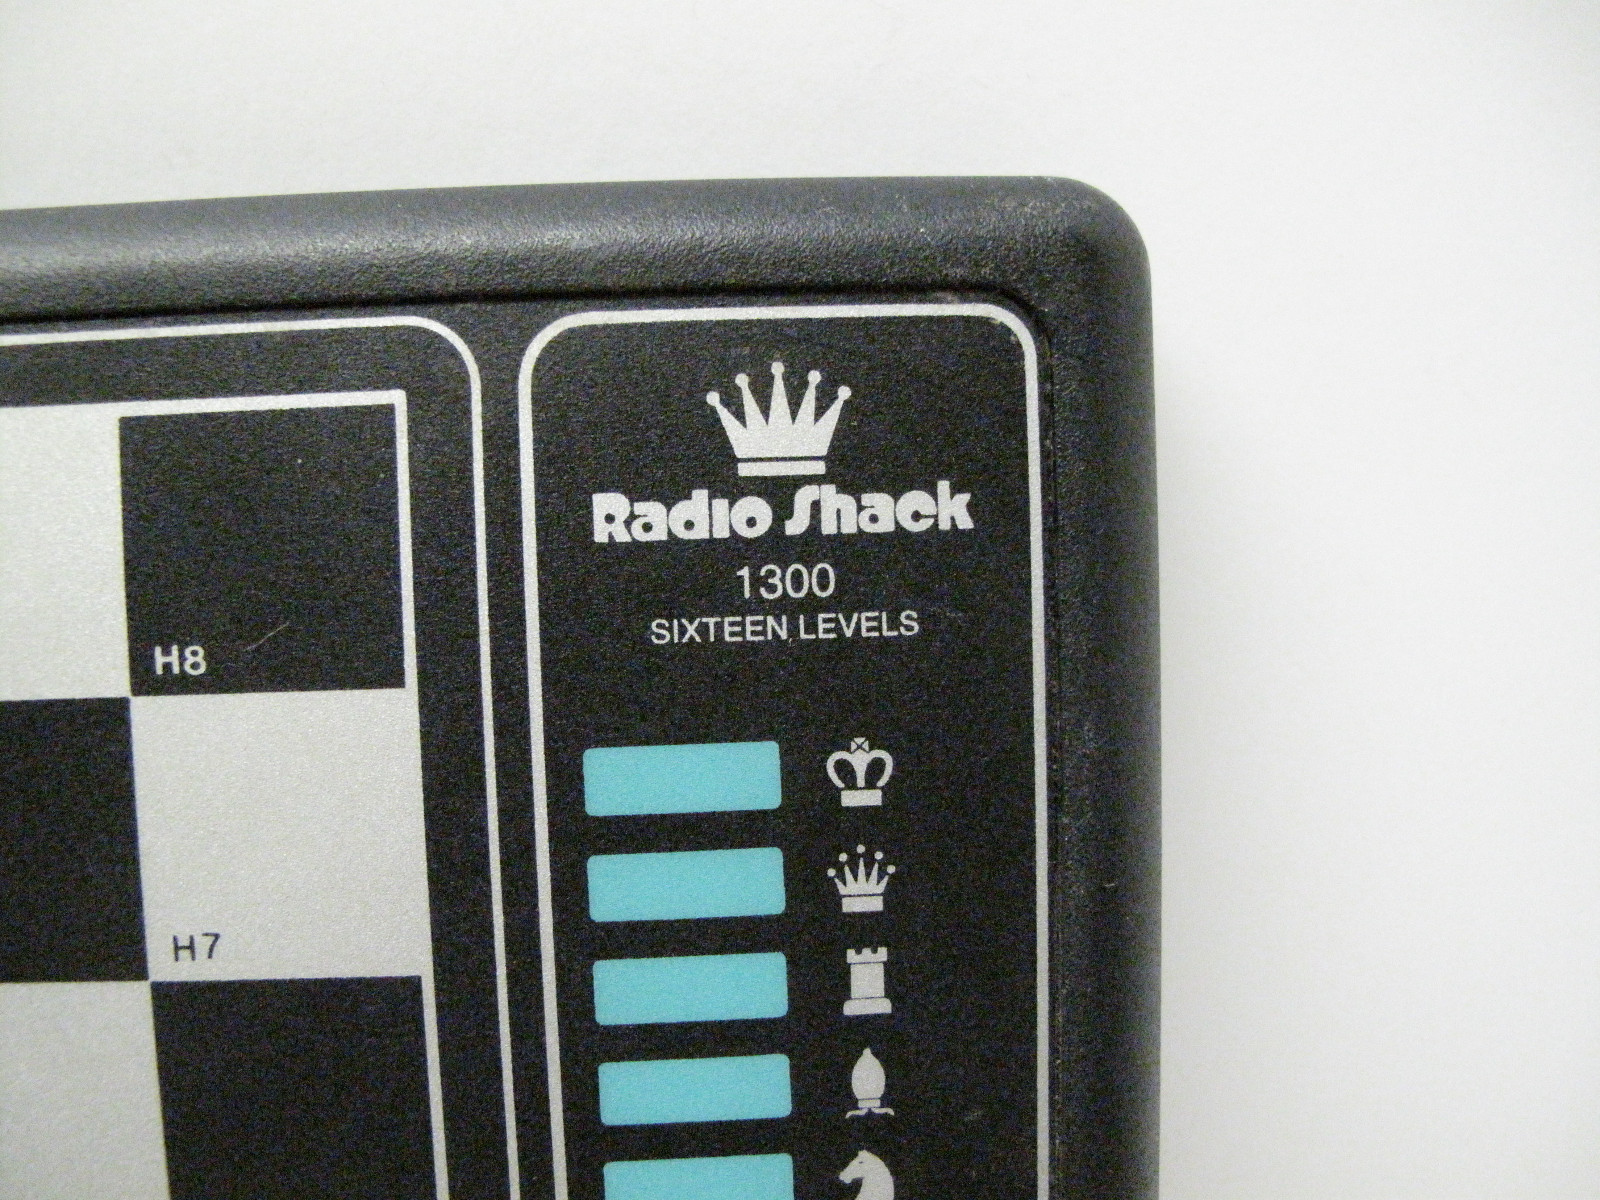 Radio Shack
1300
SIXTEEN LEVELS
H8
H7